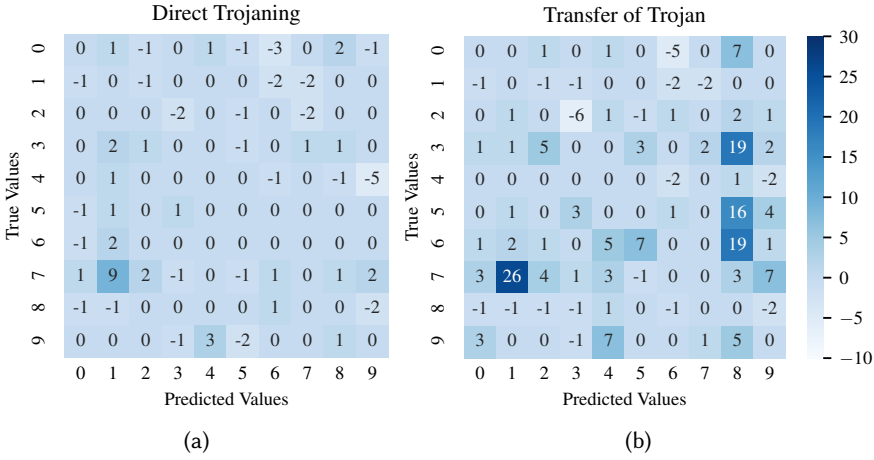 Direct Trojaning
True Values
0 0 1 -1 0 1 -1 -3 0 2 -1
1 -1 0 -1 0 0 0 -2 -2 0 0
2 0 0 0 -2 0 -1 0 -2 0 0
3 0 2 1 0 0 -1 0 1 1 0
4 0 1 0 0 0 0 -1 0 -1 -5
5 -1 1 0 1 0 0 0 0 0 0
6 -1 2 0 0 0 0 0 0 0 0
7 1 9 2 -1 0 -1 1 0 1 2
8 -1 -1 0 0 0 0 1 0 0 -2
9 0 0 0 -1 3 -2 0 0 1 0
0 1 2 3 4 5 6 7 8 9
Predicted Values
(a)
Transfer of Trojan
True Values
0 0 0 1 0 1 0 -5 0 7 0
1 -1 0 -1 -1 0 0 -2 -2 0 0
2 0 1 0 -6 1 -1 1 0 2 1
3 1 1 5 0 0 3 0 2 19 2
4 0 0 0 0 0 0 -2 0 1 -2
5 0 1 0 3 0 0 1 0 16 4
6 1 2 1 0 5 7 0 0 19 1
7 3 26 4 1 3 -1 0 0 3 7
8 -1 -1 -1 -1 1 0 -1 0 0 -2
9 3 0 0 -1 7 0 0 1 5 0
0 1 2 3 4 5 6 7 8 9
Predicted Values
(b)
30
25
20
15
10
5
0
−5
−10